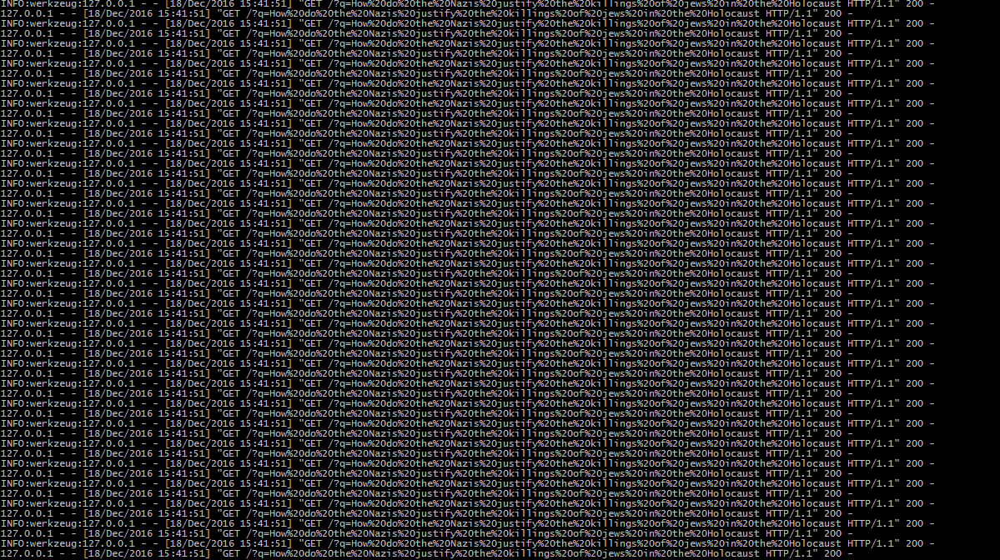 INFO:werkzeug:127.0.0.1 - - [18/Dec/2016 15:41:51] "GET /?q=How%20do%20the%20Nazis%20justify%20the%20killings%20of%20jews%20in%20the%20Holocaust HTTP/1.1" 200 -
127.0.0.1 - - [18/Dec/2016 15:41:51] "GET /?q=How%20do%20the%20Nazis%20justify%20the%20killings%20of%20jews%20in%20the%20Holocaust HTTP/1.1" 200 -
INFO:werkzeug:127.0.0.1 - - [18/Dec/2016 15:41:51] "GET /?q=How%20do%20the%20Nazis%20justify%20the%20killings%20of%20jews%20in%20the%20Holocaust HTTP/1.1" 200 -
127.0.0.1 - - [18/Dec/2016 15:41:51] "GET /?q=How%20do%20the%20Nazis%20justify%20the%20killings%20of%20jews%20in%20the%20Holocaust HTTP/1.1" 200 -
INFO:werkzeug:127.0.0.1 - - [18/Dec/2016 15:41:51] "GET /?q=How%20do%20the%20Nazis%20justify%20the%20killings%20of%20jews%20in%20the%20Holocaust HTTP/1.1" 200 -
127.0.0.1 - - [18/Dec/2016 15:41:51] "GET /?q=How%20do%20the%20Nazis%20justify%20the%20killings%20of%20jews%20in%20the%20Holocaust HTTP/1.1" 200 -
INFO:werkzeug:127.0.0.1 - - [18/Dec/2016 15:41:51] "GET /?q=How%20do%20the%20Nazis%20justify%20the%20killings%20of%20jews%20in%20the%20Holocaust HTTP/1.1" 200 -
127.0.0.1 - - [18/Dec/2016 15:41:51] "GET /?q=How%20do%20the%20Nazis%20justify%20the%20killings%20of%20jews%20in%20the%20Holocaust HTTP/1.1" 200 -
INFO:werkzeug:127.0.0.1 - - [18/Dec/2016 15:41:51] "GET /?q=How%20do%20the%20Nazis%20justify%20the%20killings%20of%20jews%20in%20the%20Holocaust HTTP/1.1" 200 -
127.0.0.1 - - [18/Dec/2016 15:41:51] "GET /?q=How%20do%20the%20Nazis%20justify%20the%20killings%20of%20jews%20in%20the%20Holocaust HTTP/1.1" 200 -
INFO:werkzeug:127.0.0.1 - - [18/Dec/2016 15:41:51] "GET /?q=How%20do%20the%20Nazis%20justify%20the%20killings%20of%20jews%20in%20the%20Holocaust HTTP/1.1" 200 -
127.0.0.1 - - [18/Dec/2016 15:41:51] "GET /?q=How%20do%20the%20Nazis%20justify%20the%20killings%20of%20jews%20in%20the%20Holocaust HTTP/1.1" 200 -
INFO:werkzeug:127.0.0.1 - - [18/Dec/2016 15:41:51] "GET /?q=How%20do%20the%20Nazis%20justify%20the%20killings%20of%20jews%20in%20the%20Holocaust HTTP/1.1" 200 -
127.0.0.1 - - [18/Dec/2016 15:41:51] "GET /?q=How%20do%20the%20Nazis%20justify%20the%20killings%20of%20jews%20in%20the%20Holocaust HTTP/1.1" 200 -
INFO:werkzeug:127.0.0.1 - - [18/Dec/2016 15:41:51] "GET /?q=How%20do%20the%20Nazis%20justify%20the%20killings%20of%20jews%20in%20the%20Holocaust HTTP/1.1" 200 -
127.0.0.1 - - [18/Dec/2016 15:41:51] "GET /?q=How%20do%20the%20Nazis%20justify%20the%20killings%20of%20jews%20in%20the%20Holocaust HTTP/1.1" 200 -
INFO:werkzeug:127.0.0.1 - - [18/Dec/2016 15:41:51] "GET /?q=How%20do%20the%20Nazis%20justify%20the%20killings%20of%20jews%20in%20the%20Holocaust HTTP/1.1" 200 -
127.0.0.1 - - [18/Dec/2016 15:41:51] "GET /?q=How%20do%20the%20Nazis%20justify%20the%20killings%20of%20jews%20in%20the%20Holocaust HTTP/1.1" 200 -
INFO:werkzeug:127.0.0.1 - - [18/Dec/2016 15:41:51] "GET /?q=How%20do%20the%20Nazis%20justify%20the%20killings%20of%20jews%20in%20the%20Holocaust HTTP/1.1" 200 -
127.0.0.1 - - [18/Dec/2016 15:41:51] "GET /?q=How%20do%20the%20Nazis%20justify%20the%20killings%20of%20jews%20in%20the%20Holocaust HTTP/1.1" 200 -
INFO:werkzeug:127.0.0.1 - - [18/Dec/2016 15:41:51] "GET /?q=How%20do%20the%20Nazis%20justify%20the%20killings%20of%20jews%20in%20the%20Holocaust HTTP/1.1" 200 -
127.0.0.1 - - [18/Dec/2016 15:41:51] "GET /?q=How%20do%20the%20Nazis%20justify%20the%20killings%20of%20jews%20in%20the%20Holocaust HTTP/1.1" 200 -
INFO:werkzeug:127.0.0.1 - - [18/Dec/2016 15:41:51] "GET /?q=How%20do%20the%20Nazis%20justify%20the%20killings%20of%20jews%20in%20the%20Holocaust HTTP/1.1" 200 -
127.0.0.1 - - [18/Dec/2016 15:41:51] "GET /?q=How%20do%20the%20Nazis%20justify%20the%20killings%20of%20jews%20in%20the%20Holocaust HTTP/1.1" 200 -
INFO:werkzeug:127.0.0.1 - - [18/Dec/2016 15:41:51] "GET /?q=How%20do%20the%20Nazis%20justify%20the%20killings%20of%20jews%20in%20the%20Holocaust HTTP/1.1" 200 -
127.0.0.1 - - [18/Dec/2016 15:41:51] "GET /?q=How%20do%20the%20Nazis%20justify%20the%20killings%20of%20jews%20in%20the%20Holocaust HTTP/1.1" 200 -
INFO:werkzeug:127.0.0.1 - - [18/Dec/2016 15:41:51] "GET /?q=How%20do%20the%20Nazis%20justify%20the%20killings%20of%20jews%20in%20the%20Holocaust HTTP/1.1" 200 -
127.0.0.1 - - [18/Dec/2016 15:41:51] "GET /?q=How%20do%20the%20Nazis%20justify%20the%20killings%20of%20jews%20in%20the%20Holocaust HTTP/1.1" 200 -
INFO:werkzeug:127.0.0.1 - - [18/Dec/2016 15:41:51] "GET /?q=How%20do%20the%20Nazis%20justify%20the%20killings%20of%20jews%20in%20the%20Holocaust HTTP/1.1" 200 -
127.0.0.1 - - [18/Dec/2016 15:41:51] "GET /?q=How%20do%20the%20Nazis%20justify%20the%20killings%20of%20jews%20in%20the%20Holocaust HTTP/1.1" 200 -
INFO:werkzeug:127.0.0.1 - - [18/Dec/2016 15:41:51] "GET /?q=How%20do%20the%20Nazis%20justify%20the%20killings%20of%20jews%20in%20the%20Holocaust HTTP/1.1" 200 -
127.0.0.1 - - [18/Dec/2016 15:41:51] "GET /?q=How%20do%20the%20Nazis%20justify%20the%20killings%20of%20jews%20in%20the%20Holocaust HTTP/1.1" 200 -
INFO:werkzeug:127.0.0.1 - - [18/Dec/2016 15:41:51] "GET /?q=How%20do%20the%20Nazis%20justify%20the%20killings%20of%20jews%20in%20the%20Holocaust HTTP/1.1" 200 -
127.0.0.1 - - [18/Dec/2016 15:41:51] "GET /?q=How%20do%20the%20Nazis%20justify%20the%20killings%20of%20jews%20in%20the%20Holocaust HTTP/1.1" 200 -
INFO:werkzeug:127.0.0.1 - - [18/Dec/2016 15:41:51] "GET /?q=How%20do%20the%20Nazis%20justify%20the%20killings%20of%20jews%20in%20the%20Holocaust HTTP/1.1" 200 -
127.0.0.1 - - [18/Dec/2016 15:41:51] "GET /?q=How%20do%20the%20Nazis%20justify%20the%20killings%20of%20jews%20in%20the%20Holocaust HTTP/1.1" 200 -
INFO:werkzeug:127.0.0.1 - - [18/Dec/2016 15:41:51] "GET /?q=How%20do%20the%20Nazis%20justify%20the%20killings%20of%20jews%20in%20the%20Holocaust HTTP/1.1" 200 -
127.0.0.1 - - [18/Dec/2016 15:41:51] "GET /?q=How%20do%20the%20Nazis%20justify%20the%20killings%20of%20jews%20in%20the%20Holocaust HTTP/1.1" 200 -
INFO:werkzeug:127.0.0.1 - - [18/Dec/2016 15:41:51] "GET /?q=How%20do%20the%20Nazis%20justify%20the%20killings%20of%20jews%20in%20the%20Holocaust HTTP/1.1" 200 -
127.0.0.1 - - [18/Dec/2016 15:41:51] "GET /?q=How%20do%20the%20Nazis%20justify%20the%20killings%20of%20jews%20in%20the%20Holocaust HTTP/1.1" 200 -
INFO:werkzeug:127.0.0.1 - - [18/Dec/2016 15:41:51] "GET /?q=How%20do%20the%20Nazis%20justify%20the%20killings%20of%20jews%20in%20the%20Holocaust HTTP/1.1" 200 -
127.0.0.1 - - [18/Dec/2016 15:41:51] "GET /?q=How%20do%20the%20Nazis%20justify%20the%20killings%20of%20jews%20in%20the%20Holocaust HTTP/1.1" 200 -
INFO:werkzeug:127.0.0.1 - - [18/Dec/2016 15:41:51] "GET /?q=How%20do%20the%20Nazis%20justify%20the%20killings%20of%20jews%20in%20the%20Holocaust HTTP/1.1" 200 -
127.0.0.1 - - [18/Dec/2016 15:41:51] "GET /?q=How%20do%20the%20Nazis%20justify%20the%20killings%20of%20jews%20in%20the%20Holocaust HTTP/1.1" 200 -
INFO:werkzeug:127.0.0.1 - - [18/Dec/2016 15:41:51] "GET /?q=How%20do%20the%20Nazis%20justify%20the%20killings%20of%20jews%20in%20the%20Holocaust HTTP/1.1" 200 -
127.0.0.1 - - [18/Dec/2016 15:41:51] "GET /?q=How%20do%20the%20Nazis%20justify%20the%20killings%20of%20jews%20in%20the%20Holocaust HTTP/1.1" 200 -
INFO:werkzeug:127.0.0.1 - - [18/Dec/2016 15:41:51] "GET /?q=How%20do%20the%20Nazis%20justify%20the%20killings%20of%20jews%20in%20the%20Holocaust HTTP/1.1" 200 -
127.0.0.1 - - [18/Dec/2016 15:41:51] "GET /?q=How%20do%20the%20Nazis%20justify%20the%20killings%20of%20jews%20in%20the%20Holocaust HTTP/1.1" 200 -
INFO:werkzeug:127.0.0.1 - - [18/Dec/2016 15:41:51] "GET /?q=How%20do%20the%20Nazis%20justify%20the%20killings%20of%20jews%20in%20the%20Holocaust HTTP/1.1" 200 -
127.0.0.1 - - [18/Dec/2016 15:41:51] "GET /?q=How%20do%20the%20Nazis%20justify%20the%20killings%20of%20jews%20in%20the%20Holocaust HTTP/1.1" 200 -
INFO:werkzeug:127.0.0.1 - - [18/Dec/2016 15:41:51] "GET /?q=How%20do%20the%20Nazis%20justify%20the%20killings%20of%20jews%20in%20the%20Holocaust HTTP/1.1" 200 -
127.0.0.1 - - [18/Dec/2016 15:41:51] "GET /?q=How%20do%20the%20Nazis%20justify%20the%20killings%20of%20jews%20in%20the%20Holocaust HTTP/1.1" 200 -
INFO:werkzeug:127.0.0.1 - - [18/Dec/2016 15:41:51] "GET /?q=How%20do%20the%20Nazis%20justify%20the%20killings%20of%20jews%20in%20the%20Holocaust HTTP/1.1" 200 -
127.0.0.1 - - [18/Dec/2016 15:41:51] "GET /?q=How%20do%20the%20Nazis%20justify%20the%20killings%20of%20jews%20in%20the%20Holocaust HTTP/1.1" 200 -
INFO:werkzeug:127.0.0.1 - - [18/Dec/2016 15:41:51] "GET /?q=How%20do%20the%20Nazis%20justify%20the%20killings%20of%20jews%20in%20the%20Holocaust HTTP/1.1" 200 -
127.0.0.1 - - [18/Dec/2016 15:41:51] "GET /?q=How%20do%20the%20Nazis%20justify%20the%20killings%20of%20jews%20in%20the%20Holocaust HTTP/1.1" 200 -